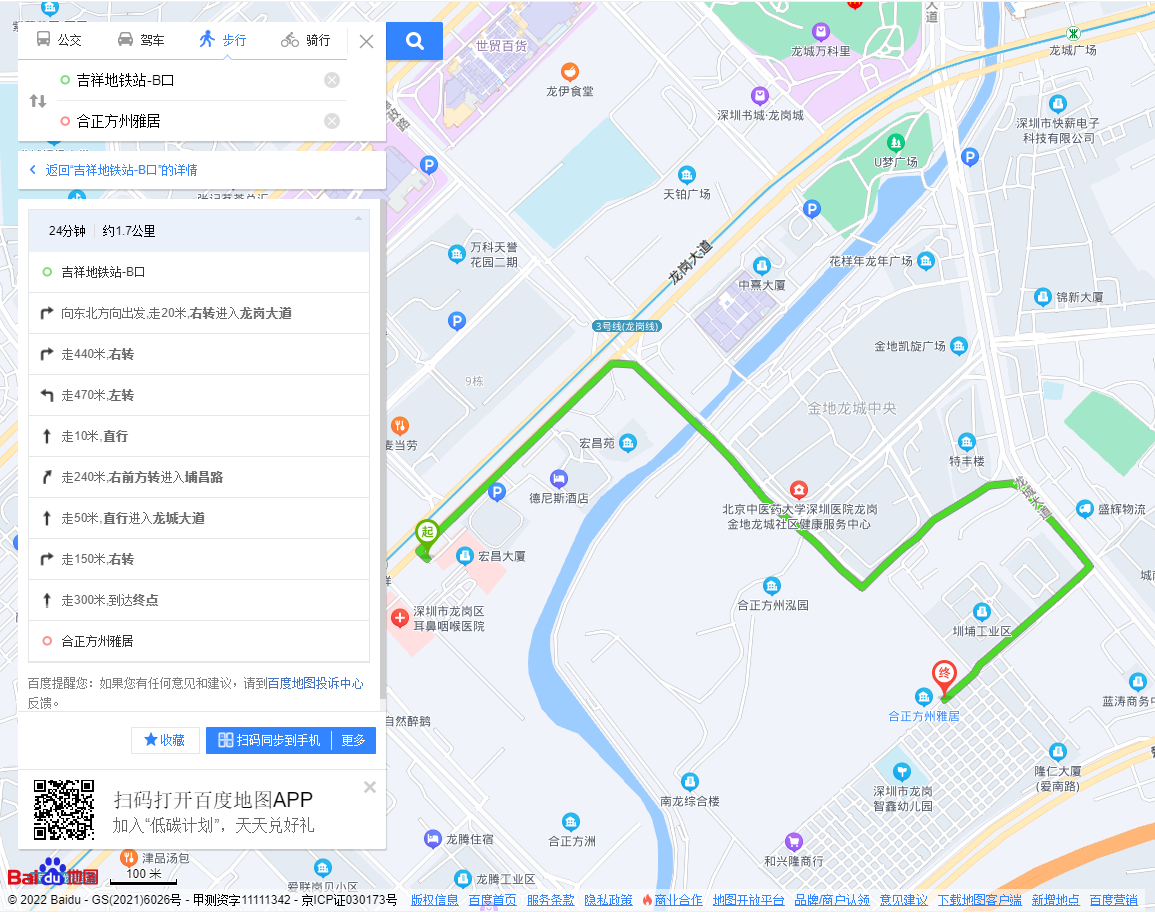 公交 驾车 步行 骑行
吉祥地铁站-B口
合正方州雅居
返回“吉祥地铁站-B口”的详情
24分钟 约1.7公里
吉祥地铁站-B口
向东北方向出发,走20米,右转进入龙岗大道
走440米,右转
走470米,左转
走10米,直行
走240米,右前方转进入埔昌路
走50米,直行进入龙城大道
走150米,右转
走300米,到达终点
合正方州雅居
百度提醒您：如果您有任何意见和建议，请到百度地图投诉中心
反馈。
收藏 扫码同步到手机 更多
扫码打开百度地图APP
加入“低碳计划”，天天兑好礼
世贸百货
龙伊食堂
龙城万科里
龙城广场
深圳书城·龙岗城
深圳市快薪电子
科技有限公司
U梦广场
天铂广场
万科天誉
花园二期
龙岗大道
中熹大厦
花样年龙年广场
锦新大厦
3号线(龙岗线)
金地凯旋广场
9栋
金地龙城中央
麦当劳
宏昌苑
特丰楼
德尼斯酒店
北京中医药大学深圳医院龙岗
金地龙城社区健康服务中心
龙城大道
盛辉物流
起
宏昌大厦
深圳市龙岗区
耳鼻咽喉医院
合正方州泓园
圳埔工业区
终
合正方州雅居
蓝涛商务中
自然醉鹅
隆仁大厦
(爱南路)
深圳市龙岗
智鑫幼儿园
南龙综合楼
合正方洲
龙腾住宿
和兴隆商行
津品汤包
龙腾工业区
爱联岗贝小区
Baidu地图
100 米
© 2022 Baidu - GS(2021)6026号 - 甲测资字11111342 - 京ICP证030173号 版权信息 百度首页 服务条款 隐私政策 商业合作 地图开放平台 品牌/商户认领 意见建议 下载地图客户端 新增地点 百度营销